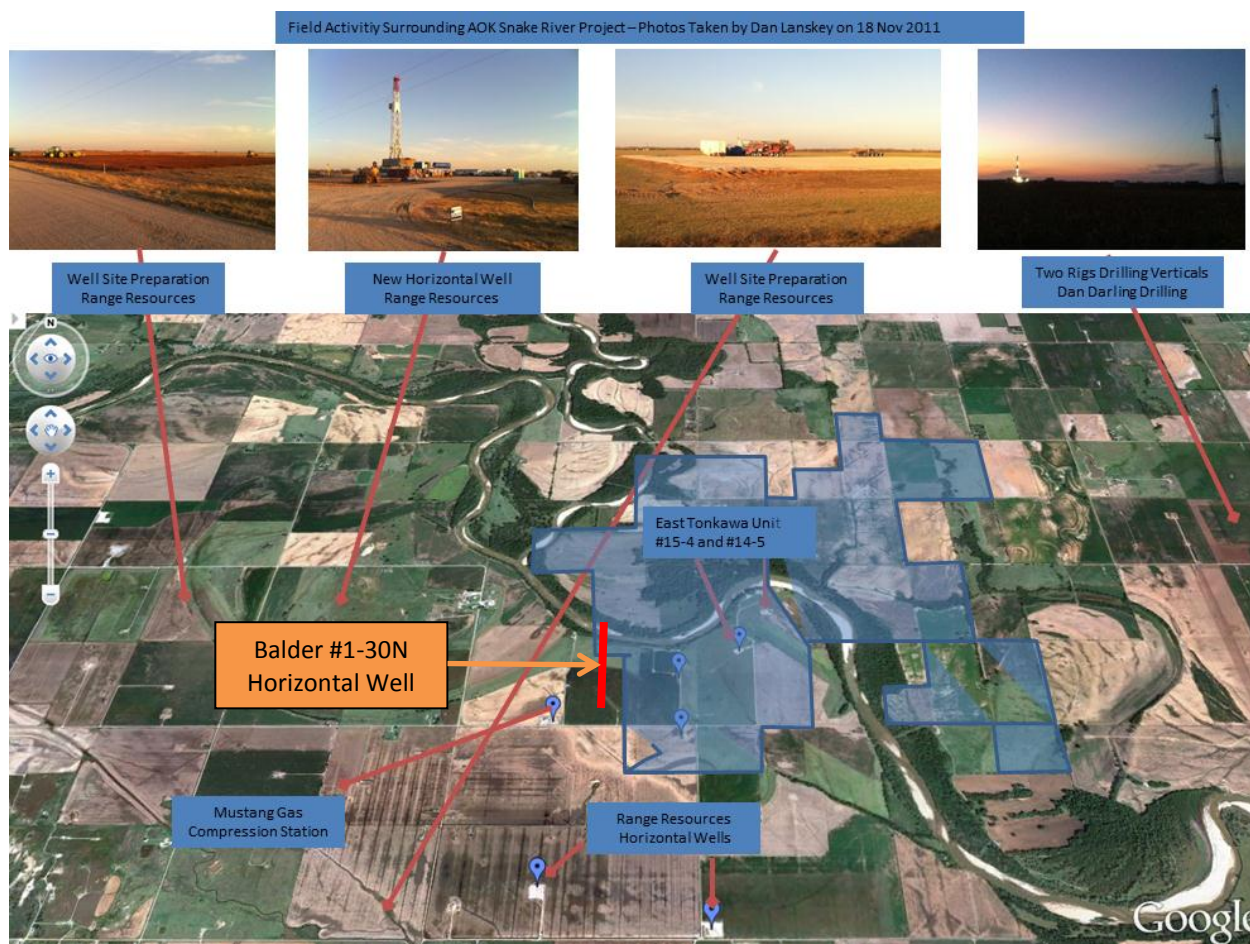 Field Activitiy Surrounding AOK Snake River Project – Photos Taken by Dan Lanskey on 18 Nov 2011
Well Site Preparation
Range Resources
New Horizontal Well
Range Resources
Well Site Preparation
Range Resources
Two Rigs Drilling Verticals
Dan Darling Drilling
N
East Tonkawa Unit
#15-4 and #14-5
Balder #1-30N
Horizontal Well
Mustang Gas
Compression Station
Range Resources
Horizontal Wells
Google